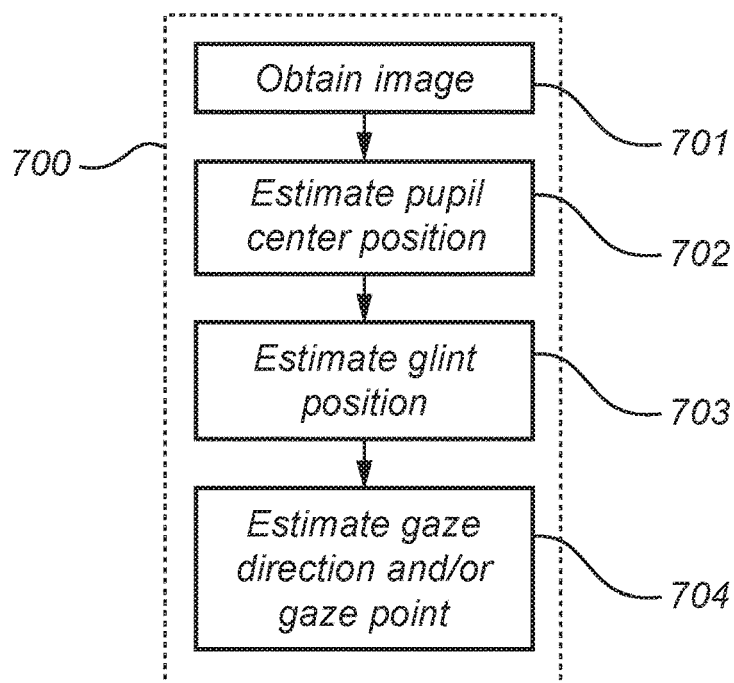 Obtain image
701
700
Estimate pupil
center position
702
Estimate glint
position
703
Estimate gaze
direction and/or
gaze point
704